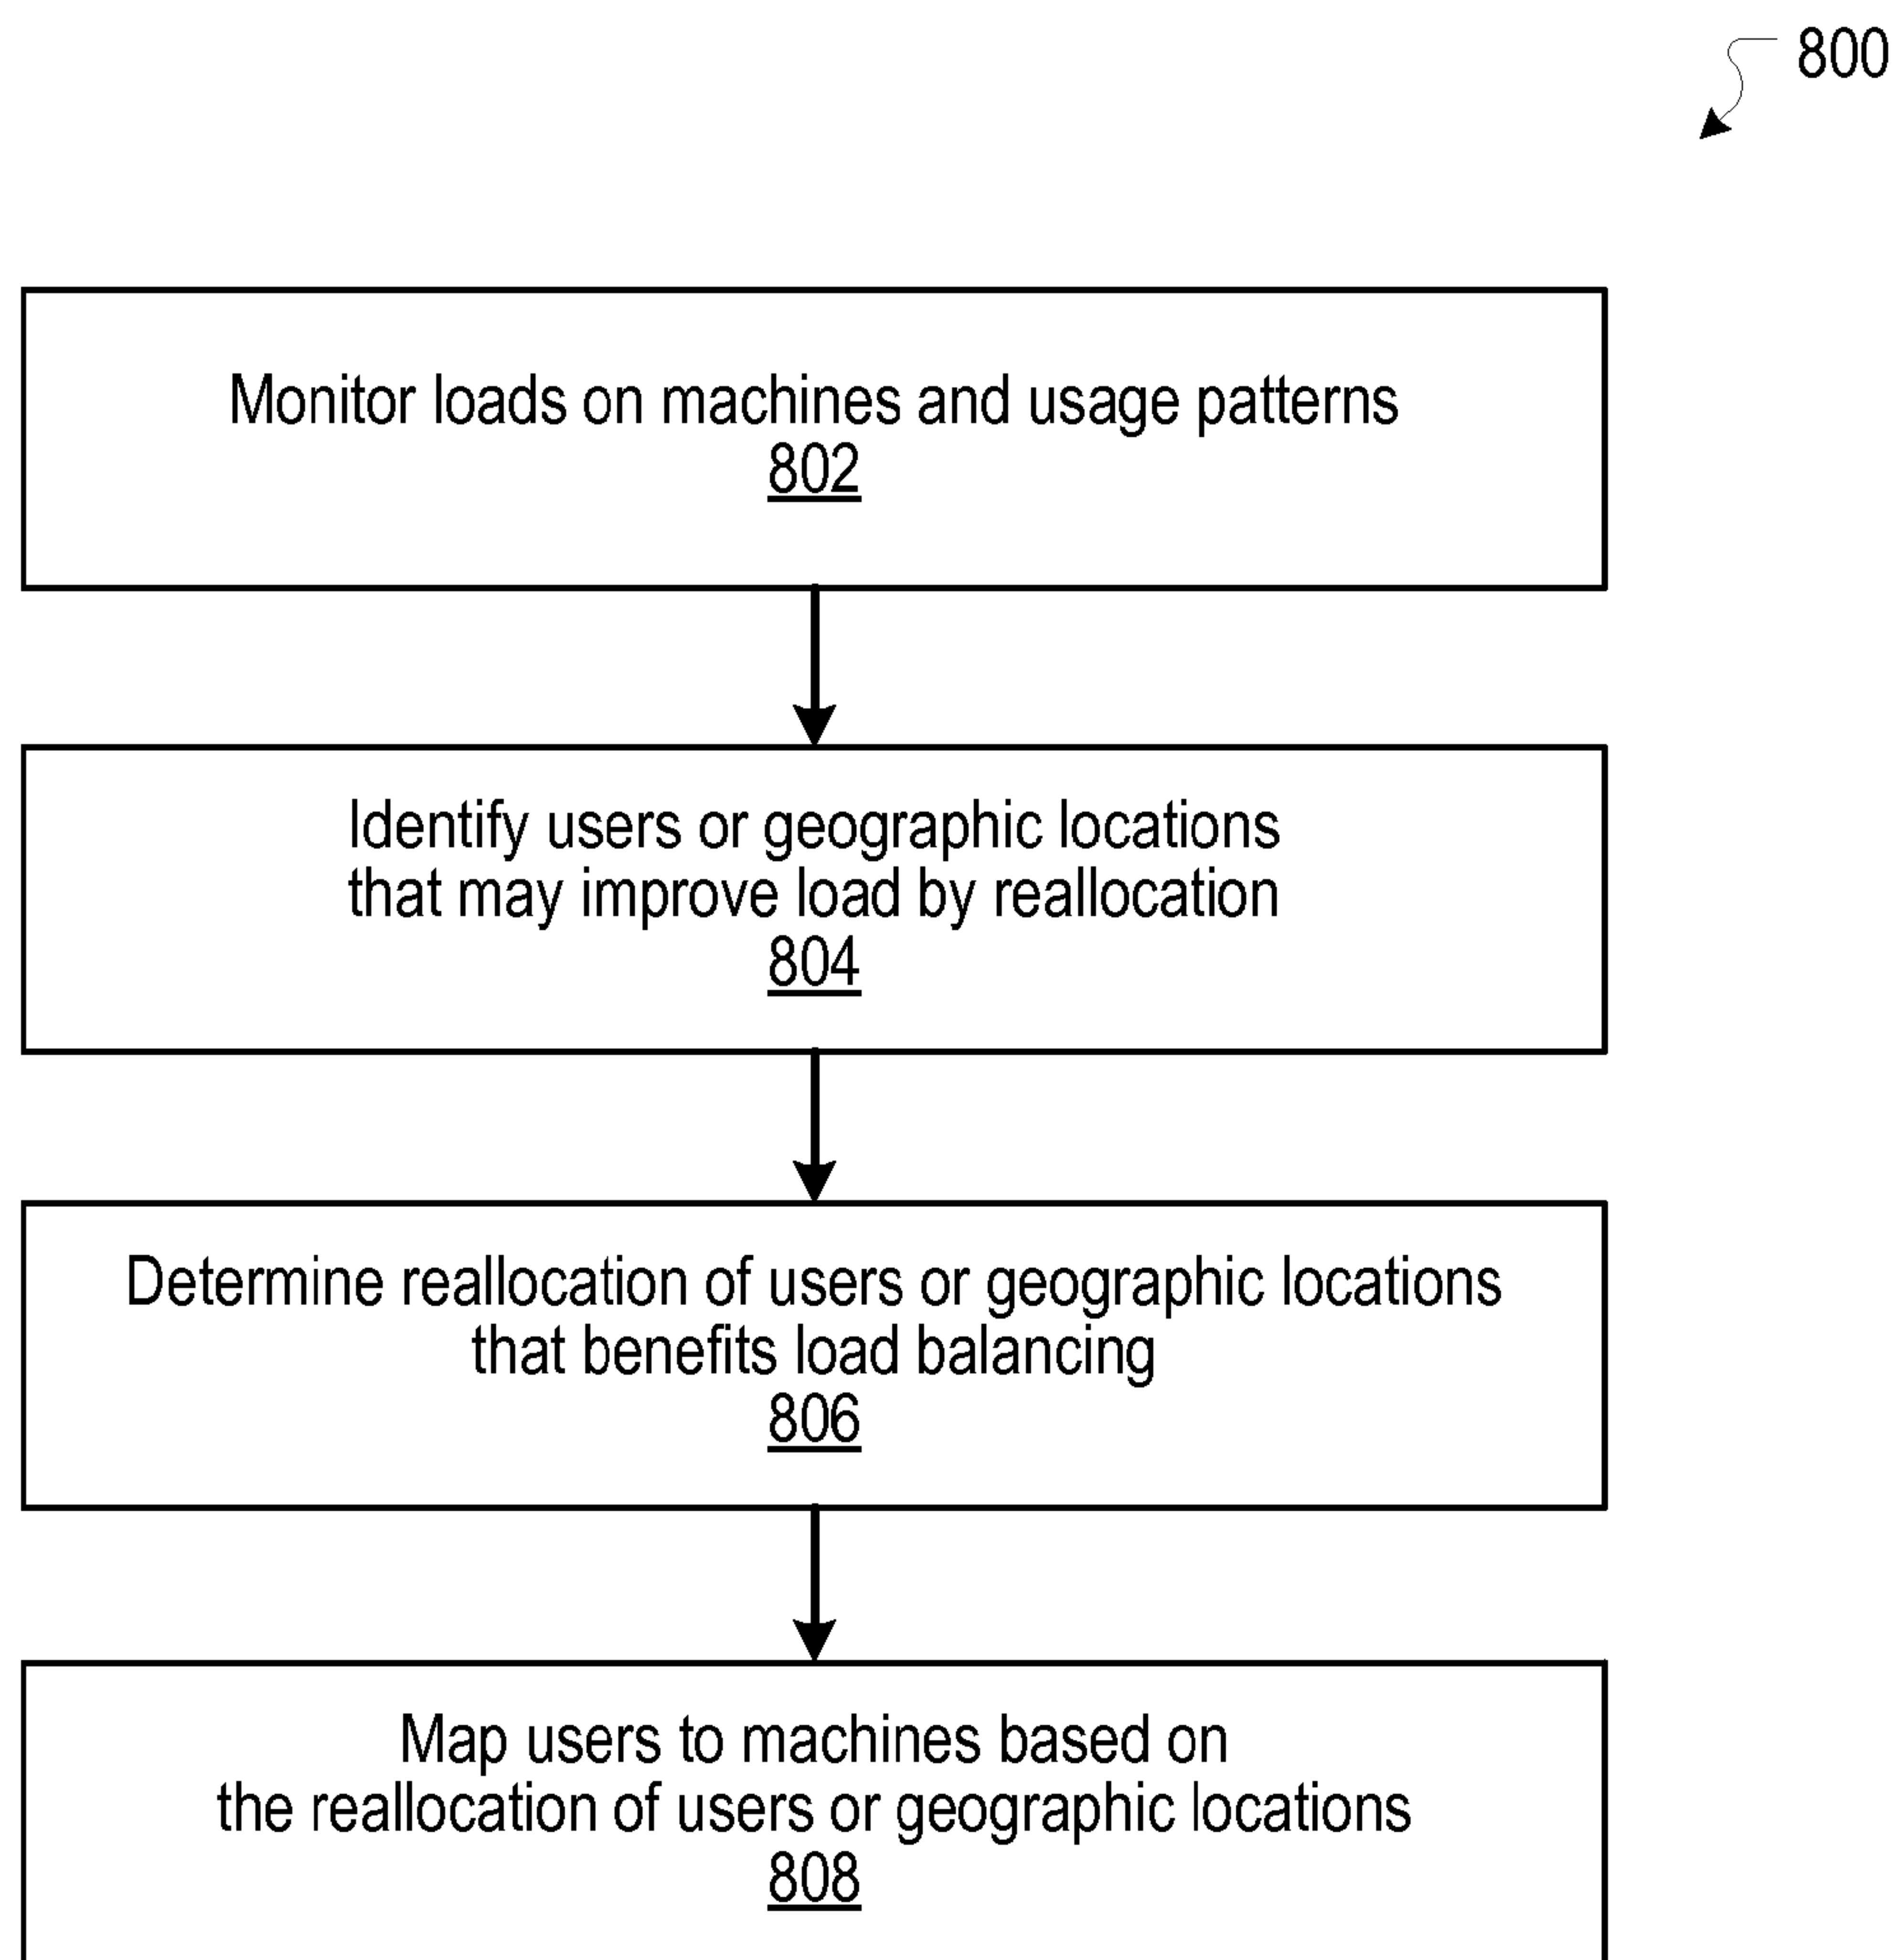 800
Monitor loads on machines and usage patterns
802
Identify users or geographic locations
that may improve load by reallocation
804
Determine reallocation of users or geographic locations
that benefits load balancing
806
Map users to machines based on
the reallocation of users or geographic locations
808